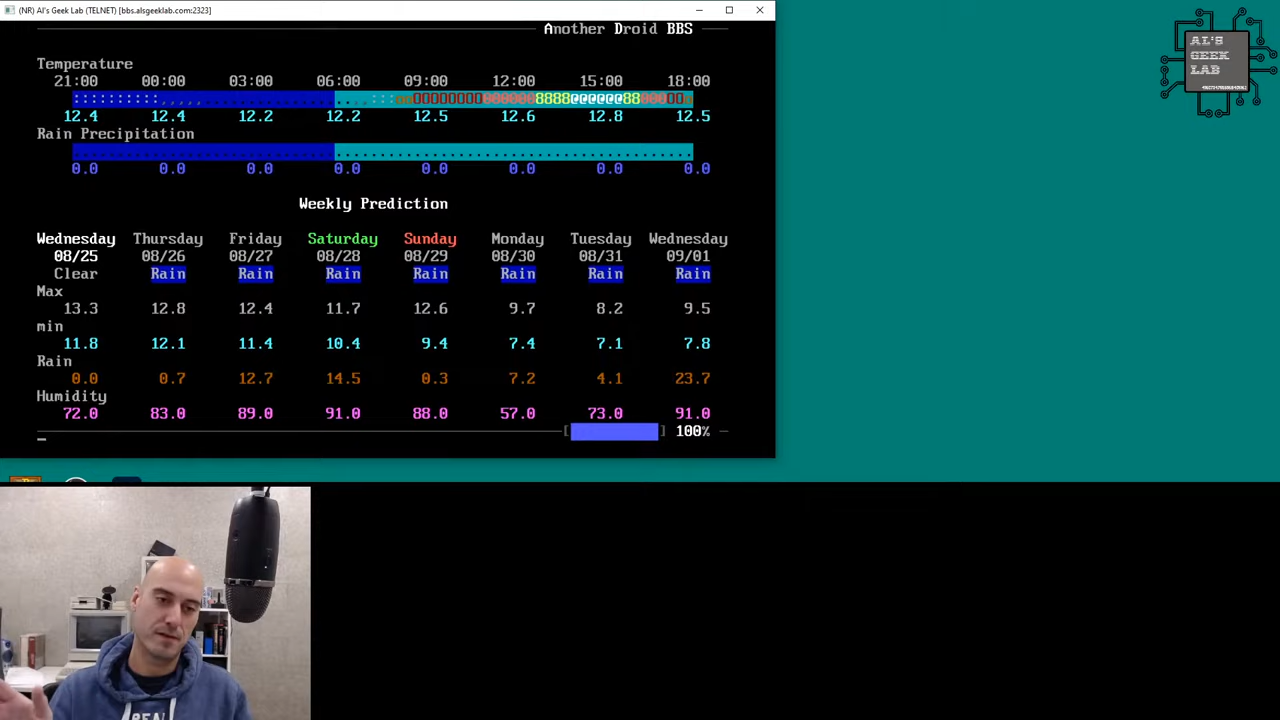 (NR) Al's Geek Lab (TELNET) [bbs.alsgeeklab.com:2323]
Another Droid BBS
Temperature
21:00 00:00 03:00 06:00 09:00 12:00 15:00 18:00
12.4 12.4 12.2 12.2 12.5 12.6 12.8 12.5
Rain Precipitation
0.0 0.0 0.0 0.0 0.0 0.0 0.0 0.0
Weekly Prediction
Wednesday Thursday Friday Saturday Sunday Monday Tuesday Wednesday
08/25 08/26 08/27 08/28 08/29 08/30 08/31 09/01
Clear Rain Rain Rain Rain Rain Rain Rain
Max
13.3 12.8 12.4 11.7 12.6 9.7 8.2 9.5
min
11.8 12.1 11.4 10.4 9.4 7.4 7.1 7.8
Rain
0.0 0.7 12.7 14.5 0.3 7.2 4.1 23.7
Humidity
72.0 83.0 89.0 91.0 88.0 57.0 73.0 91.0
[ ] 100%
AL'S
GEEK
LAB